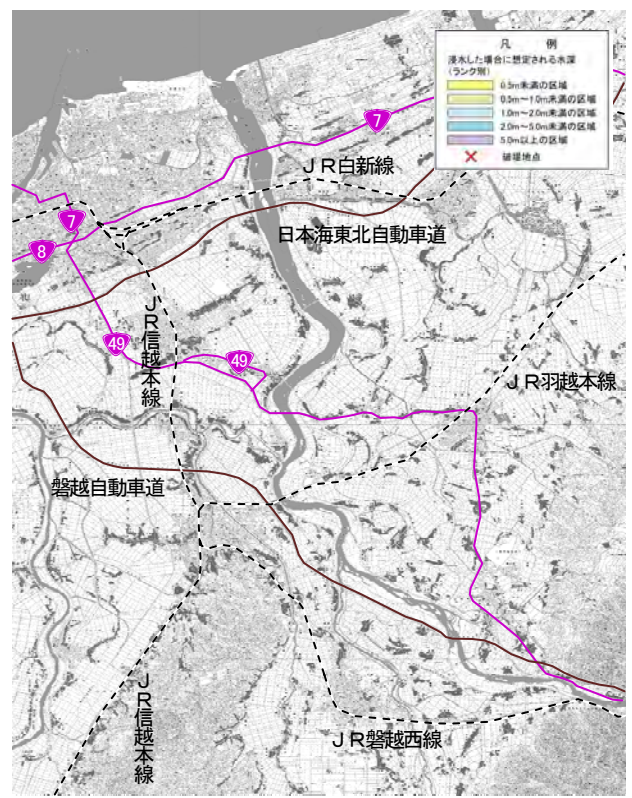 凡 例
浸水した場合に想定される水深
(ランク別)
0.5m未満の区域
0.5m~1.0m未満の区域
1.0m~2.0m未満の区域
2.0m~5.0m未満の区域
5.0m以上の区域
破堤地点
7
JR白新線
7
8
日本海東北自動車道
JR信越本線
49
49
JR羽越本線
磐越自動車道
JR信越本線
JR磐越西線